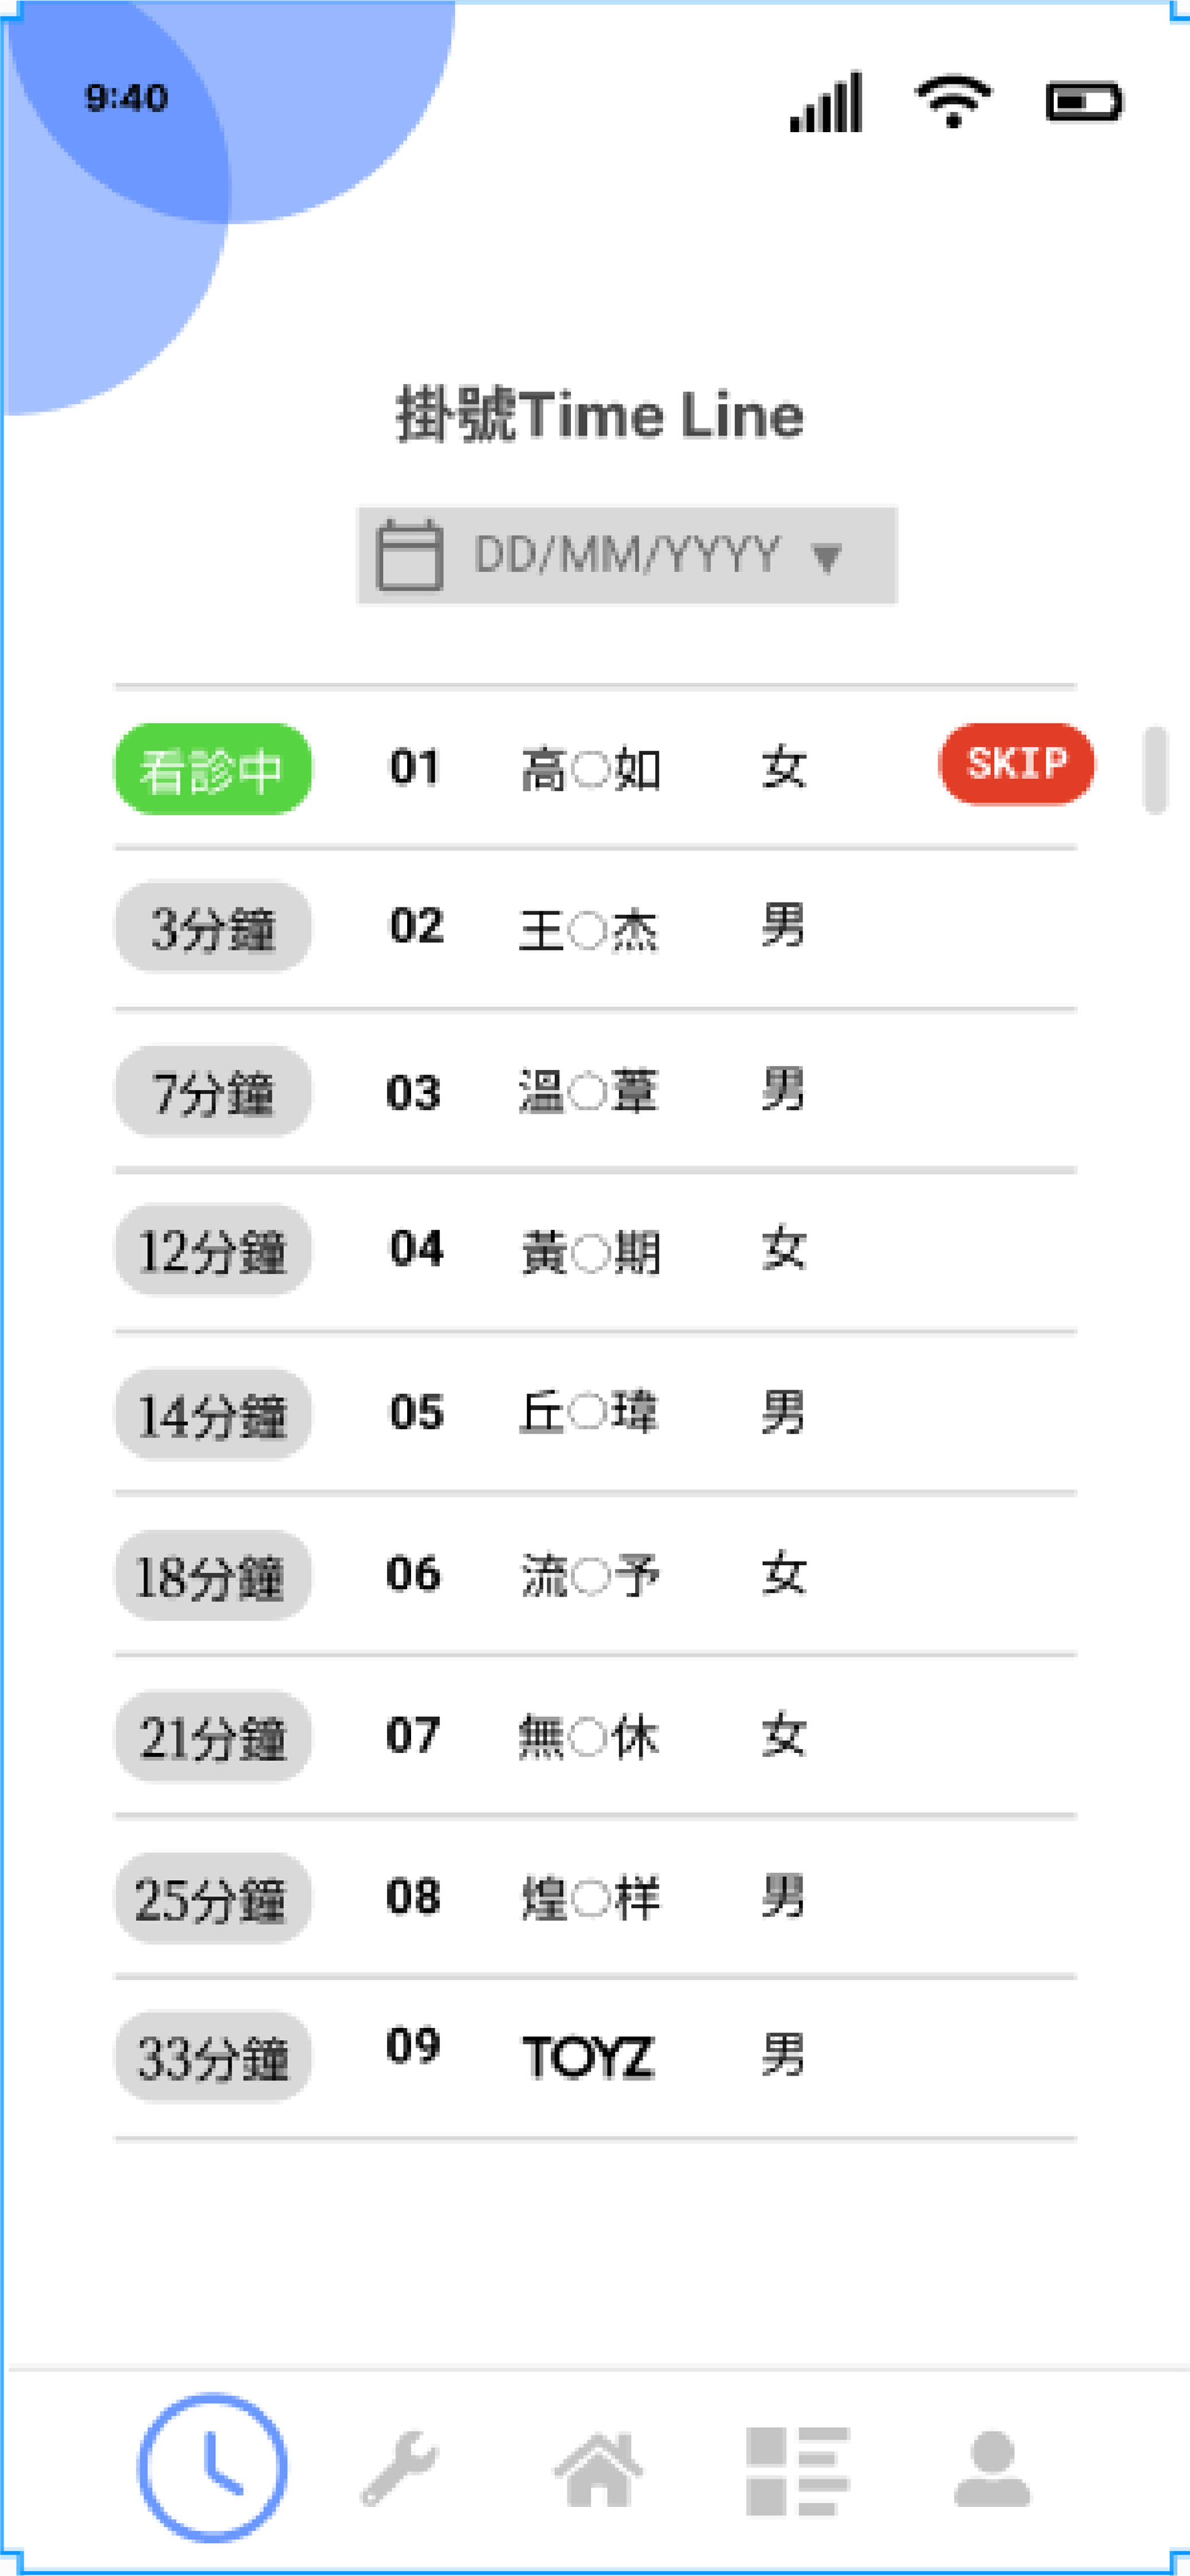 9:40
掛號Time Line
DD/MM/YYYY ▼
看診中 01 高○如 女 SKIP
3分鐘 02 王○杰 男
7分鐘 03 溫○葦 男
12分鐘 04 黃○期 女
14分鐘 05 丘○瑋 男
18分鐘 06 流○予 女
21分鐘 07 無○休 女
25分鐘 08 煌○样 男
33分鐘 09 TOYZ 男